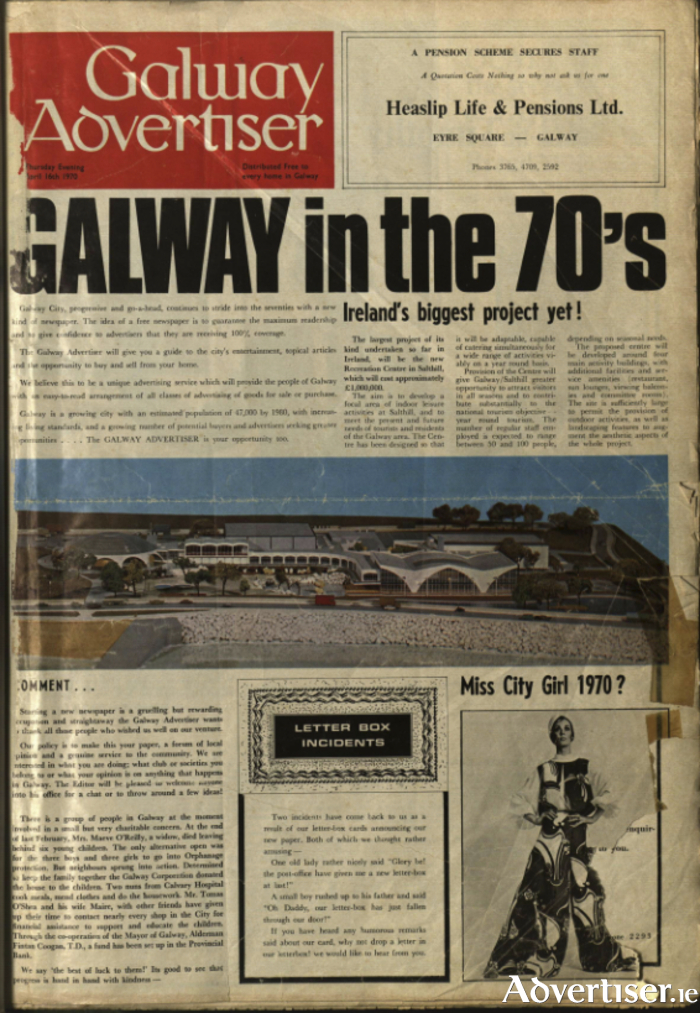 Galway
Advertiser
Thursday Evening
April 16th 1970
Distributed Free to
every home in Galway
A PENSION SCHEME SECURES STAFF
A Quotation Costs Nothing so why not ask us for one
Heaslip Life & Pensions Ltd.
EYRE SQUARE — GALWAY
Phones 3765, 4709, 2592
GALWAY in the 70's
Galway City, progressive and go-a-head, continues to stride into the seventies with a new
kind of newspaper. The idea of a free newspaper is to guarantee the maximum readership
and to give confidence to advertisers that they are receiving 100% coverage.
The Galway Advertiser will give you a guide to the city's entertainment, topical articles
and the opportunity to buy and sell from your home.
We believe this to be a unique advertising service which will provide the people of Galway
with an easy-to-read arrangement of all classes of advertising of goods for sale or purchase.
Galway is a growing city with an estimated population of 47,000 by 1980, with increas-
ing living standards, and a growing number of potential buyers and advertisers seeking greater
opportunities . . . . The GALWAY ADVERTISER is your opportunity too.
Ireland's biggest project yet!
The largest project of its
kind undertaken so far in
Ireland, will be the new
Recreation Center in Salthill,
which will cost approximately
£1,000,000.
The aim is to develop a
focal area of indoor leisure
activities at Salthill, and to
meet the present and future
needs of tourists and residents
of the Galway area. The Cen-
tre has been designed so that
it will be adaptable, capable
of catering simultaneously for
a wide range of activities vi-
ably on a year round basis.
Provision of the Centre will
give Galway/Salthill greater
opportunity to attract visitors
in all seasons and to contri-
bute substantially to the
national tourism objective —
year round tourism. The
number of regular staff em-
ployed is expected to range
between 50 and 100 people,
depending on seasonal needs.
The proposed centre will
be developed around four
main activity buildings, with
additional facilities and ser-
vice amenities (restaurant,
sun lounges, viewing balcon-
ies and committee rooms).
The site is sufficiently large
to permit the provision of
outdoor activities, as well as
landscaping features to aug-
ment the aesthetic aspects of
the whole project.
COMMENT . . .
Starting a new newspaper is a gruelling but rewarding
occupation and straightaway the Galway Advertiser wants
to thank all those people who wished us well on our venture.
Our policy is to make this your paper, a forum of local
opinion and a genuine service to the community. We are
interested in what you are doing; what club or societies you
belong to or what your opinion is on anything that happens
in Galway. The Editor will be pleased to welcome anyone
into his office for a chat or to throw around a few ideas!
There is a group of people in Galway at the moment
involved in a small but very charitable concern. At the end
of last February, Mrs. Maree O'Reilly, a widow, died leaving
behind six young children. The only alternative open was
for the three boys and three girls to go into Orphanage
protection. But neighbours sprung into action. Determined
to keep the family together the Galway Corporation donated
the house to the children. Two nuns from Calvary Hospital
cook meals, mend clothes and do the housework. Mr. Tomas
O'Shea and his wife Maire, with other friends have given
up their time to contact nearly every shop in the City for
financial assistance to support and educate the children.
Through the co-operation of the Mayor of Galway, Alderman
Fintan Coogan, T.D., a fund has been set up in the Provincial
Bank.
We say 'the best of luck to them!' Its good to see that
progress is hand in hand with kindness —
LETTER BOX
INCIDENTS
Two incidents have come back to us as a
result of our letter-box cards announcing our
new paper. Both of which we thought rather
amusing —
One old lady rather nicely said "Glory be!
the post-office have given me a new letter-box
at last!"
A small boy rushed up to his father and said
"Oh Daddy, our letter-box has just fallen
through our door!"
If you have heard any humorous remarks
said about our card, why not drop a letter in
our letterbox! we would like to hear from you.
Miss City Girl 1970 ?
2293
Advertiser.ie